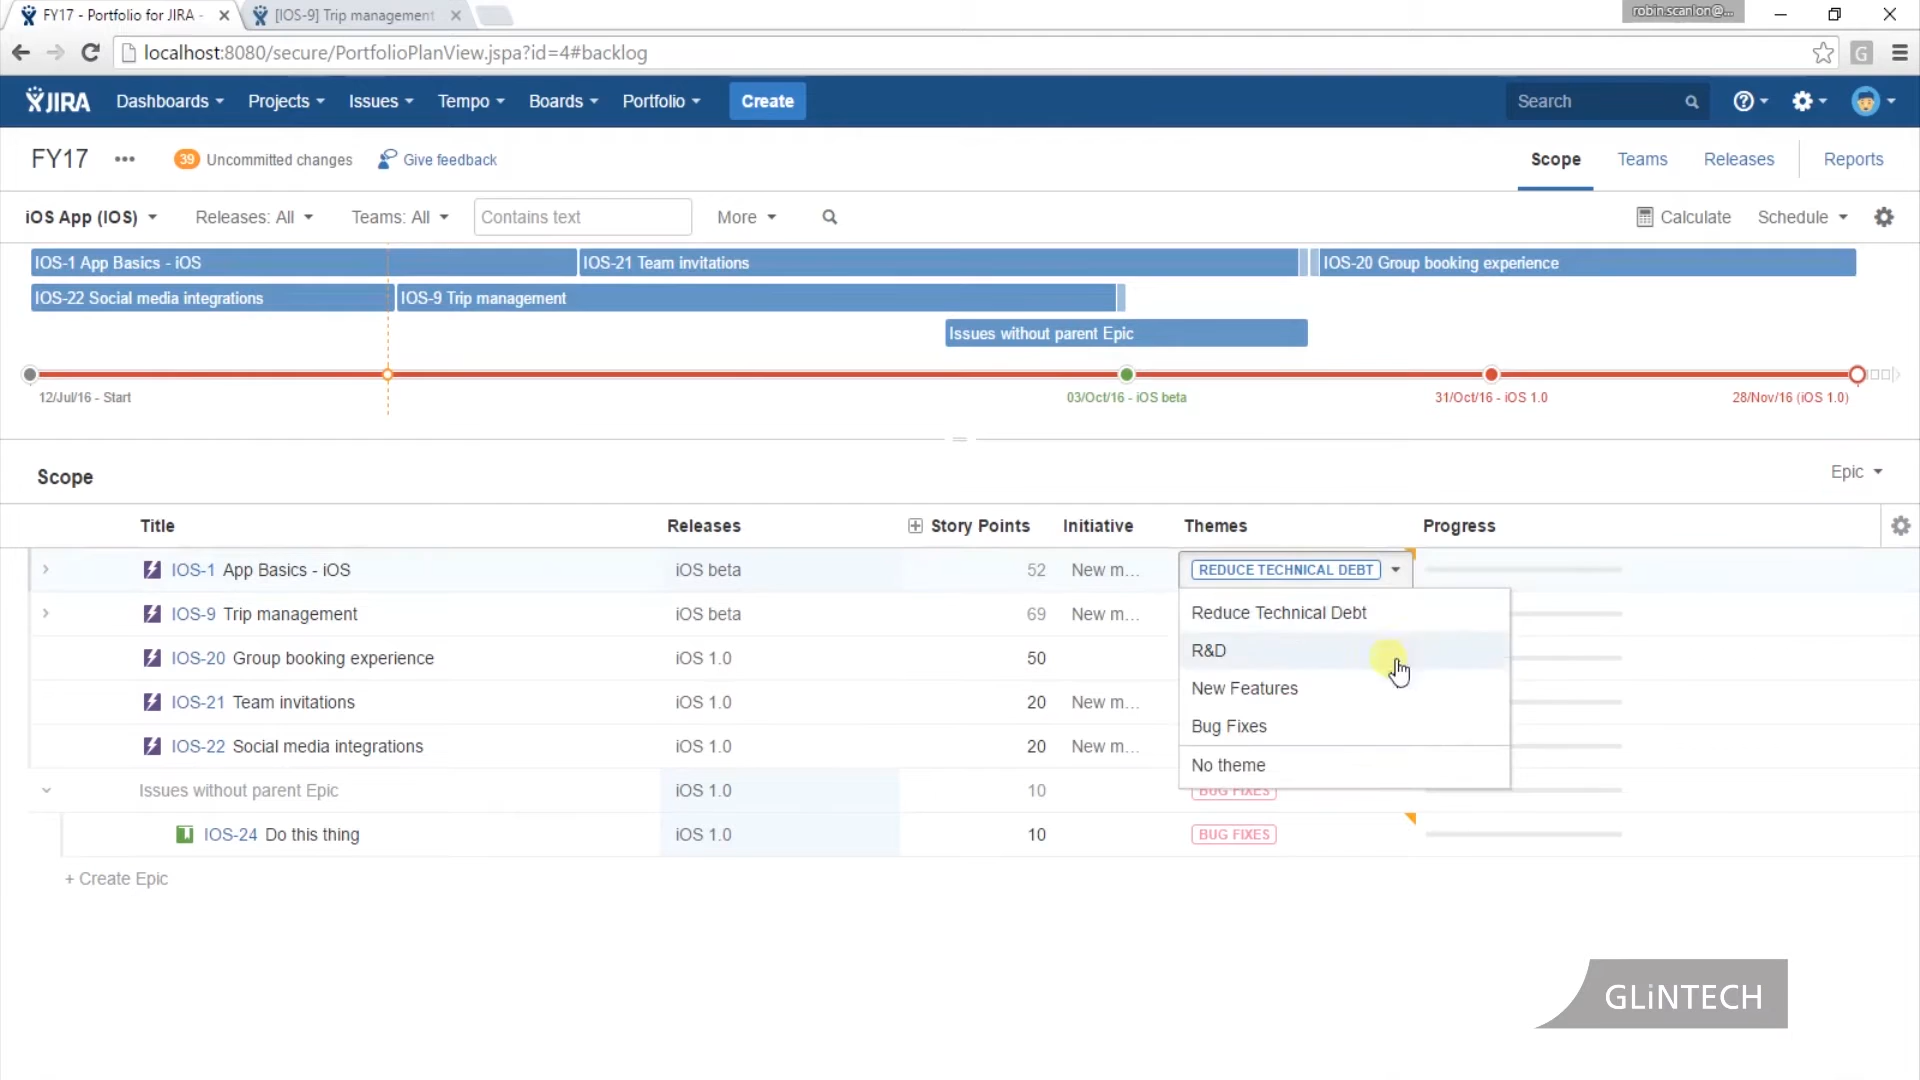 FY17 - Portfolio for JIRA -
[IOS-9] Trip management
robin.scanlon@...
localhost:8080/secure/PortfolioPlanView.jspa?id=4#backlog
G
JIRA Dashboards Projects Issues Tempo Boards Portfolio Create Search
FY17 39 Uncommitted changes Give feedback Scope Teams Releases Reports
iOS App (IOS) Releases: All Teams: All Contains text More Calculate Schedule
IOS-1 App Basics - iOS IOS-21 Team invitations IOS-20 Group booking experience
IOS-22 Social media integrations IOS-9 Trip management
Issues without parent Epic
12/Jul/16 - Start 03/Oct/16 - iOS beta 31/Oct/16 - iOS 1.0 28/Nov/16 (iOS 1.0)
Scope Epic
Title Releases Story Points Initiative Themes Progress
IOS-1 App Basics - iOS iOS beta 52 New m... REDUCE TECHNICAL DEBT
IOS-9 Trip management iOS beta 69 New m...
IOS-20 Group booking experience iOS 1.0 50
IOS-21 Team invitations iOS 1.0 20 New m...
IOS-22 Social media integrations iOS 1.0 20 New m...
Reduce Technical Debt
R&D
New Features
Bug Fixes
No theme
Issues without parent Epic iOS 1.0 10 BUG FIXES
IOS-24 Do this thing iOS 1.0 10 BUG FIXES
+ Create Epic
GLiNTECH